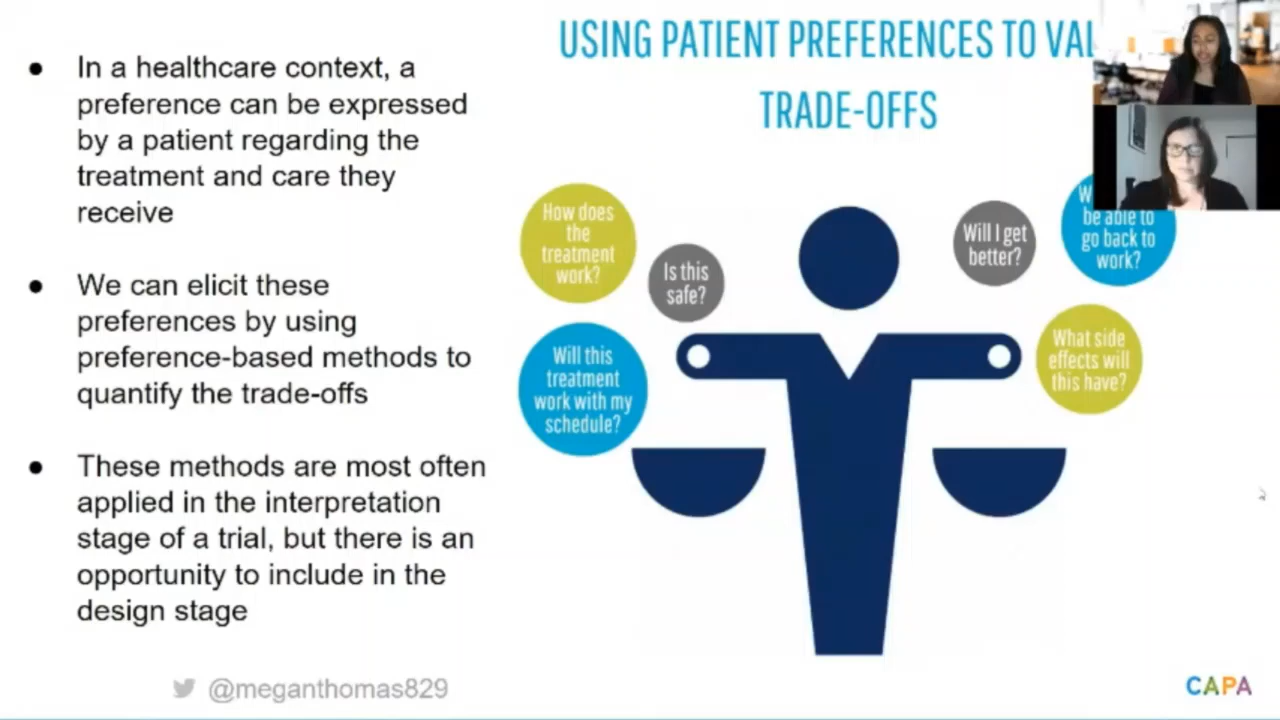 ● In a healthcare context, a
preference can be expressed
by a patient regarding the
treatment and care they
receive
● We can elicit these
preferences by using
preference-based methods to
quantify the trade-offs
● These methods are most often
applied in the interpretation
stage of a trial, but there is an
opportunity to include in the
design stage
@meganthomas829
USING PATIENT PREFERENCES TO
TRADE-OFFS
How does
the
treatment
work?
Is this
safe?
Will this
treatment
work with my
schedule?
Will I get
better?
be able to
go back to
work?
What side
effects will
this have?
CAPA